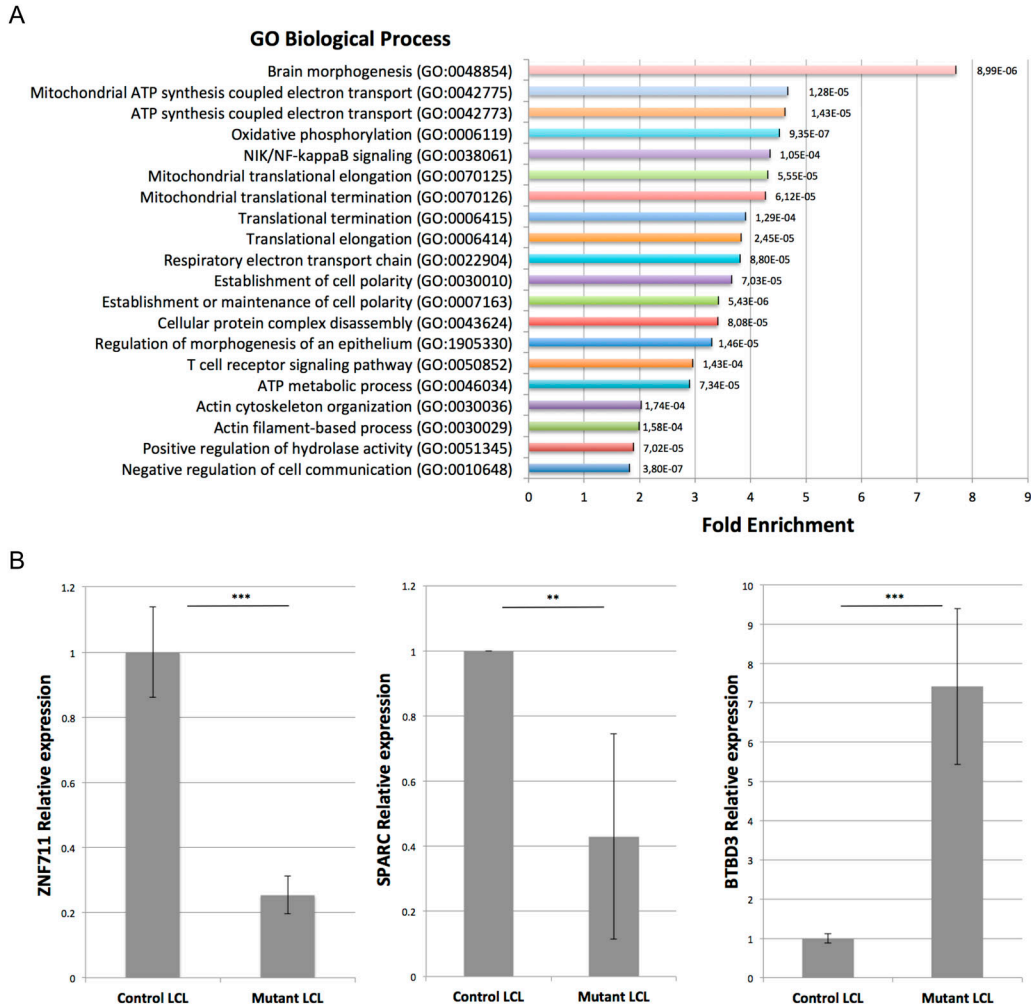 A
GO Biological Process
Brain morphogenesis (GO:0048854) 8,99E-06
Mitochondrial ATP synthesis coupled electron transport (GO:0042775) 1,28E-05
ATP synthesis coupled electron transport (GO:0042773) 1,43E-05
Oxidative phosphorylation (GO:0006119) 9,35E-07
NIK/NF-kappaB signaling (GO:0038061) 1,05E-04
Mitochondrial translational elongation (GO:0070125) 5,55E-05
Mitochondrial translational termination (GO:0070126) 6,12E-05
Translational termination (GO:0006415) 1,29E-04
Translational elongation (GO:0006414) 2,45E-05
Respiratory electron transport chain (GO:0022904) 8,80E-05
Establishment of cell polarity (GO:0030010) 7,03E-05
Establishment or maintenance of cell polarity (GO:0007163) 5,43E-06
Cellular protein complex disassembly (GO:0043624) 8,08E-05
Regulation of morphogenesis of an epithelium (GO:1905330) 1,46E-05
T cell receptor signaling pathway (GO:0050852) 1,43E-04
ATP metabolic process (GO:0046034) 7,34E-05
Actin cytoskeleton organization (GO:0030036) 1,74E-04
Actin filament-based process (GO:0030029) 1,58E-04
Positive regulation of hydrolase activity (GO:0051345) 7,02E-05
Negative regulation of cell communication (GO:0010648) 3,80E-07
0 1 2 3 4 5 6 7 8 9
Fold Enrichment
B
ZNF711 Relative expression
1.2
1
0.8
0.6
0.4
0.2
0
***
Control LCL Mutant LCL
SPARC Relative expression
1.2
1
0.8
0.6
0.4
0.2
0
**
Control LCL Mutant LCL
BTBD3 Relative expression
10
9
8
7
6
5
4
3
2
1
0
***
Control LCL Mutant LCL